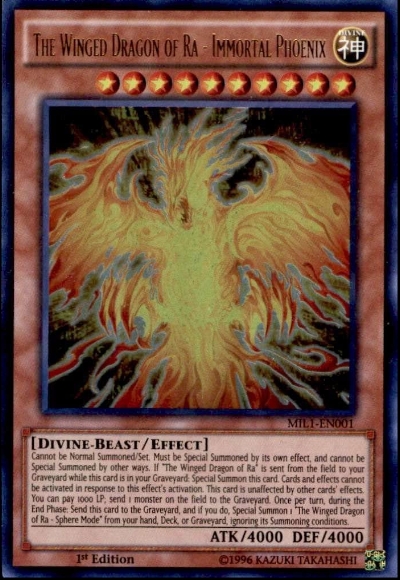 The Winged Dragon of Ra - Immortal Phoenix
DIVINE
神
MIL1-EN001
[DIVINE-BEAST/EFFECT]
Cannot be Normal Summoned/Set. Must be Special Summoned by its own effect, and cannot be
Special Summoned by other ways. If "The Winged Dragon of Ra" is sent from the field to your
Graveyard while this card is in your Graveyard: Special Summon this card. Cards and effects cannot
be activated in response to this effect's activation. This card is unaffected by other cards' effects.
You can pay 1000 LP; send 1 monster on the field to the Graveyard. Once per turn, during the
End Phase: Send this card to the Graveyard, and if you do, Special Summon 1 "The Winged Dragon
of Ra - Sphere Mode" from your hand, Deck, or Graveyard, ignoring its Summoning conditions.
ATK/4000 DEF/4000
1st Edition
©1996 KAZUKI TAKAHASHI